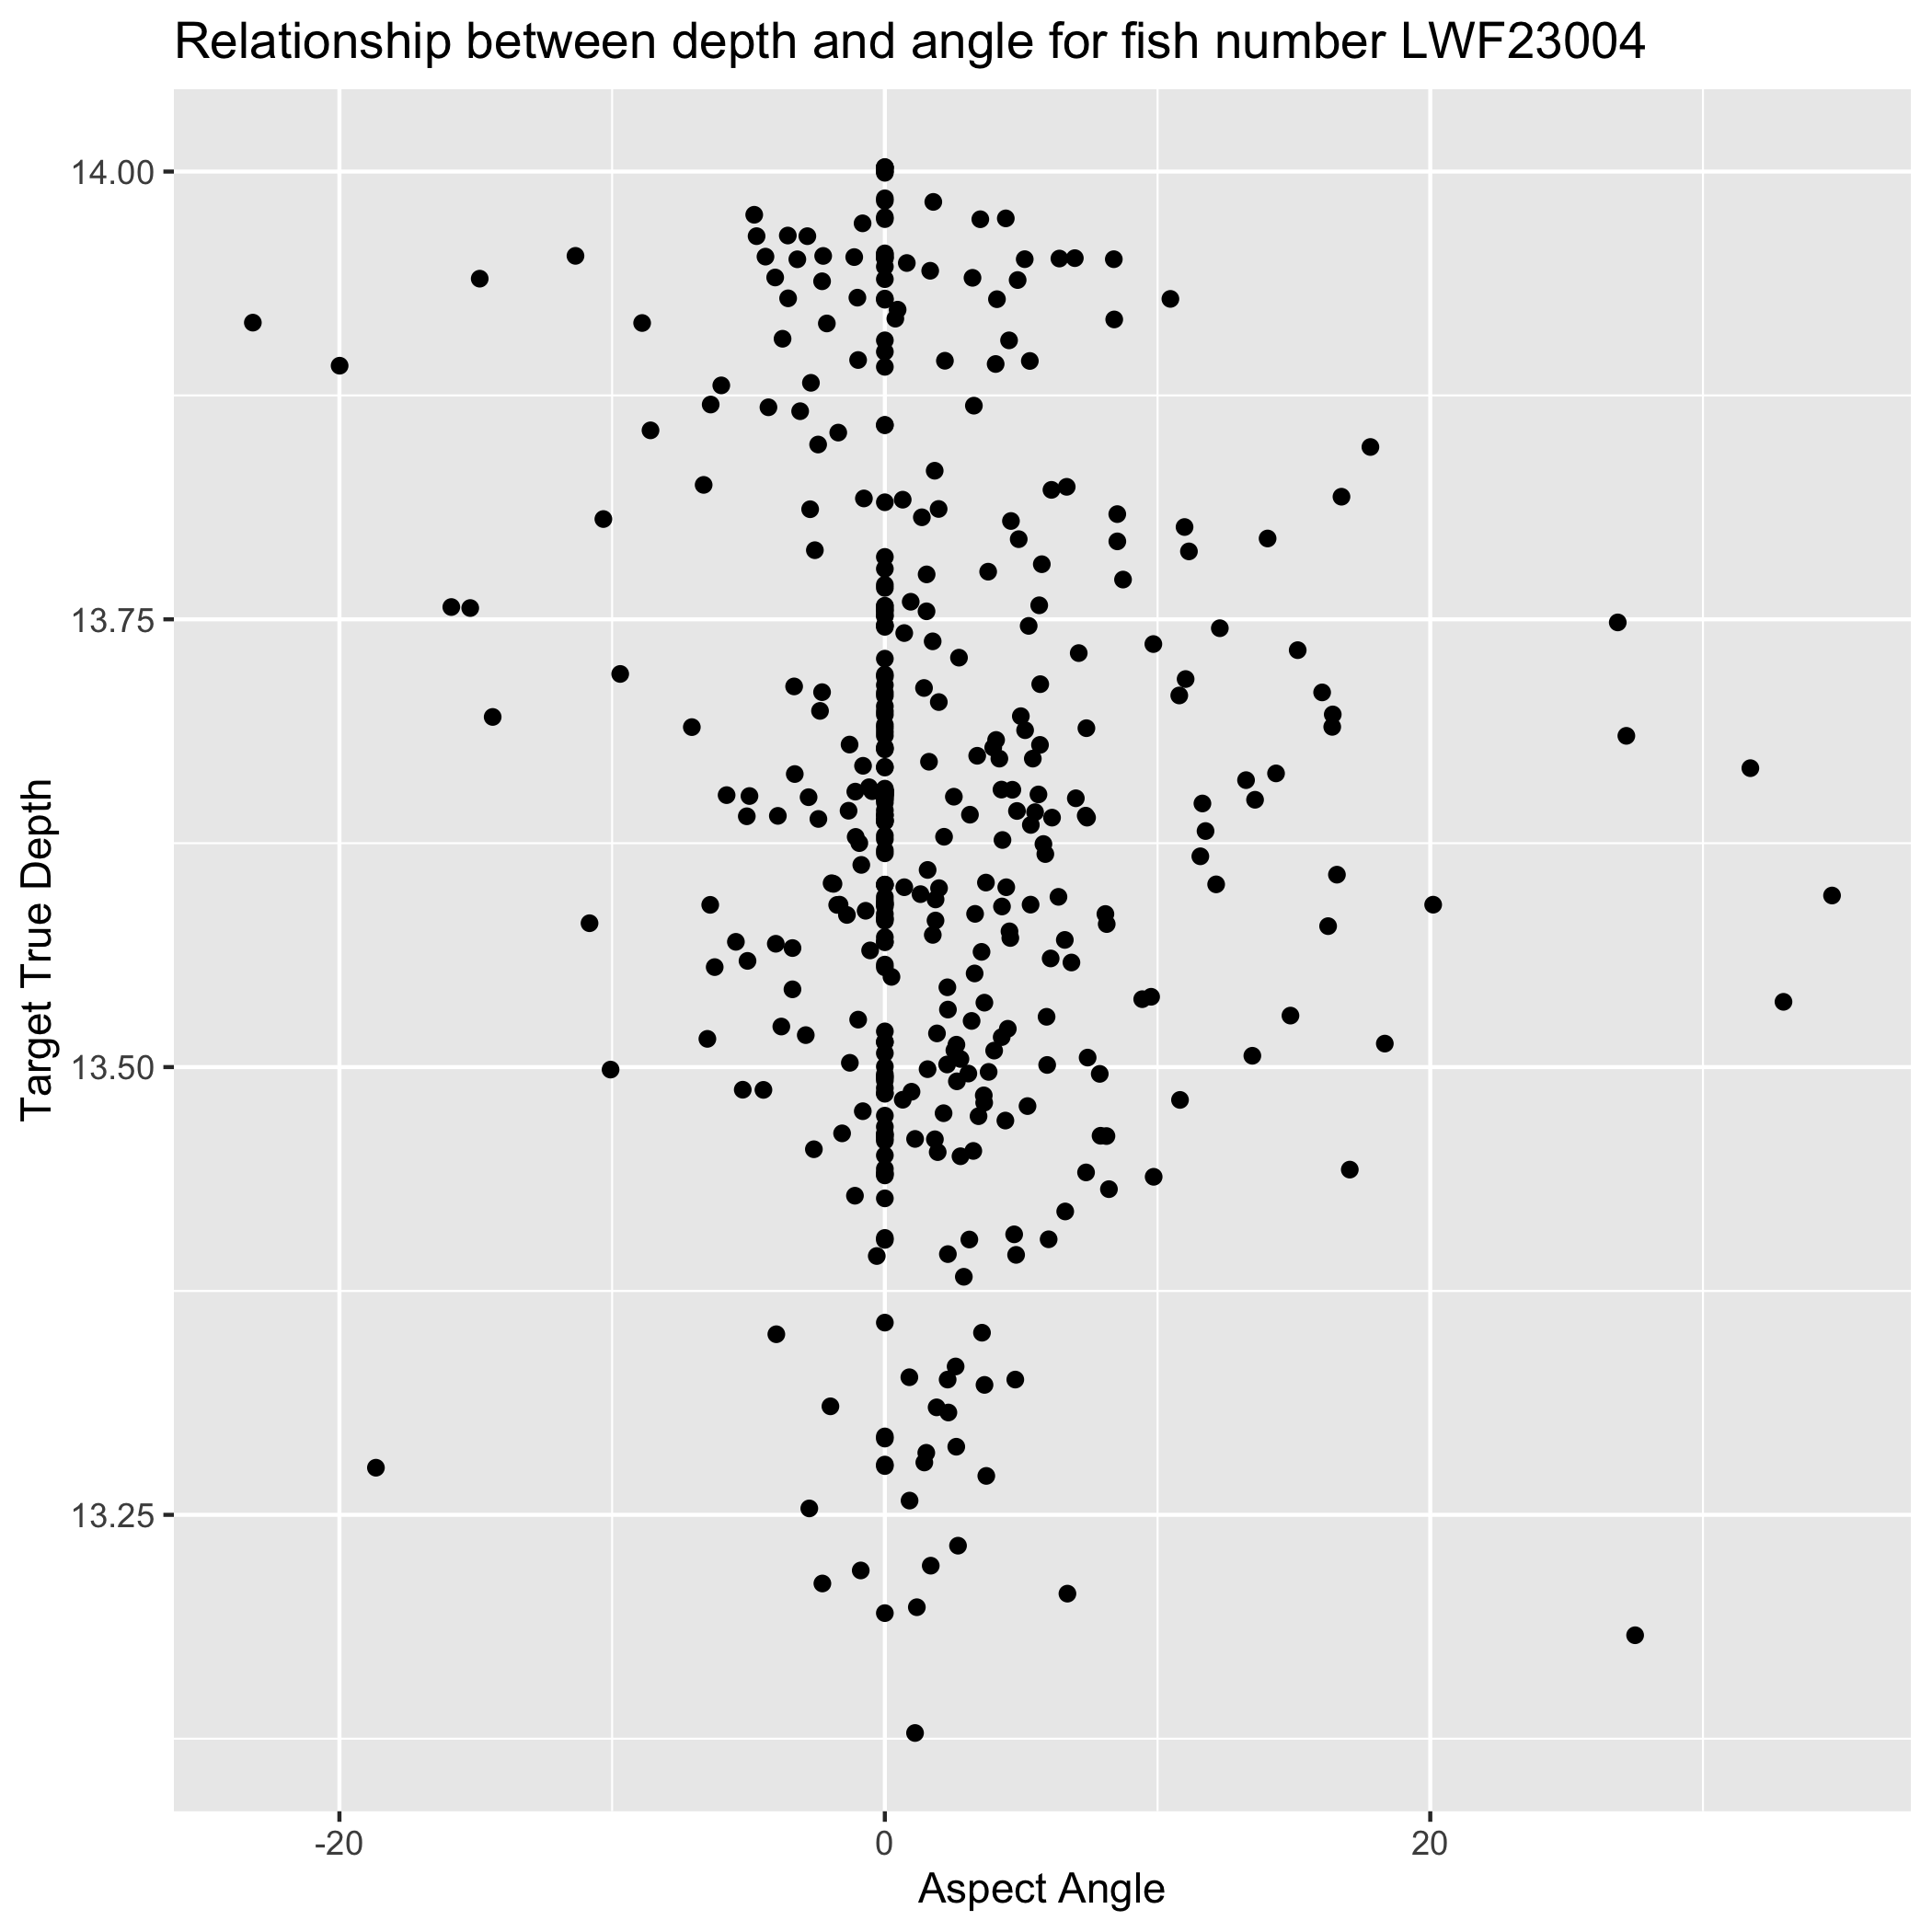 Relationship between depth and angle for fish number LWF23004
14.00
13.75
13.50
13.25
Target True Depth
-20 0 20
Aspect Angle